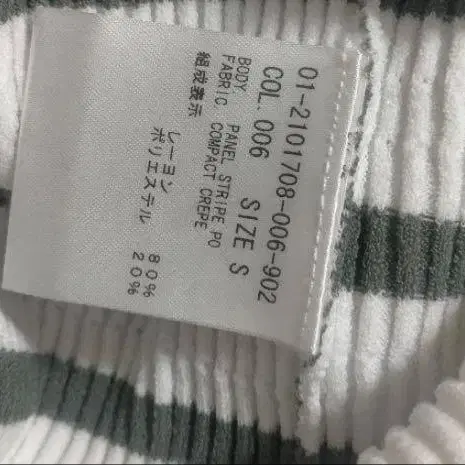 01-2101708-006-902
COL. 006 SIZE S
BODY PANEL STRIPE PO
FABRIC COMPACT CREPE
組成表示
レーヨン 80%
ポリエステル 20%